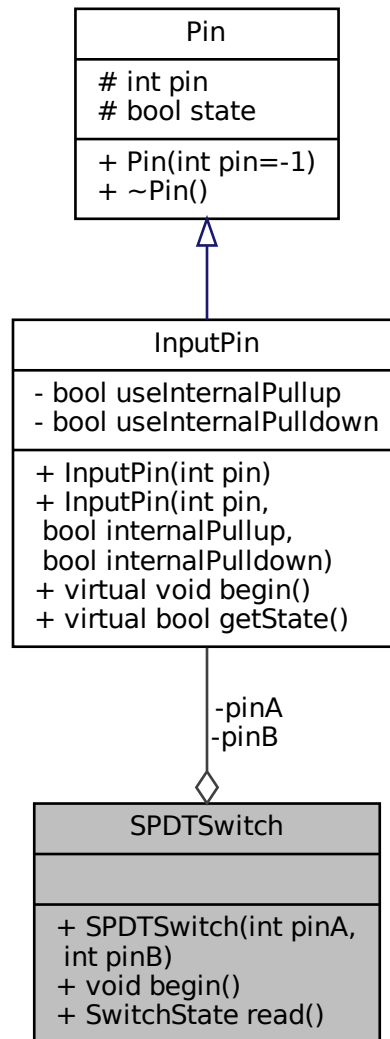 Pin
# int pin
# bool state
+ Pin(int pin=-1)
+ ~Pin()
InputPin
- bool useInternalPullup
- bool useInternalPulldown
+ InputPin(int pin)
+ InputPin(int pin,
bool internalPullup,
bool internalPulldown)
+ virtual void begin()
+ virtual bool getState()
-pinA
-pinB
SPDTSwitch
+ SPDTSwitch(int pinA,
int pinB)
+ void begin()
+ SwitchState read()